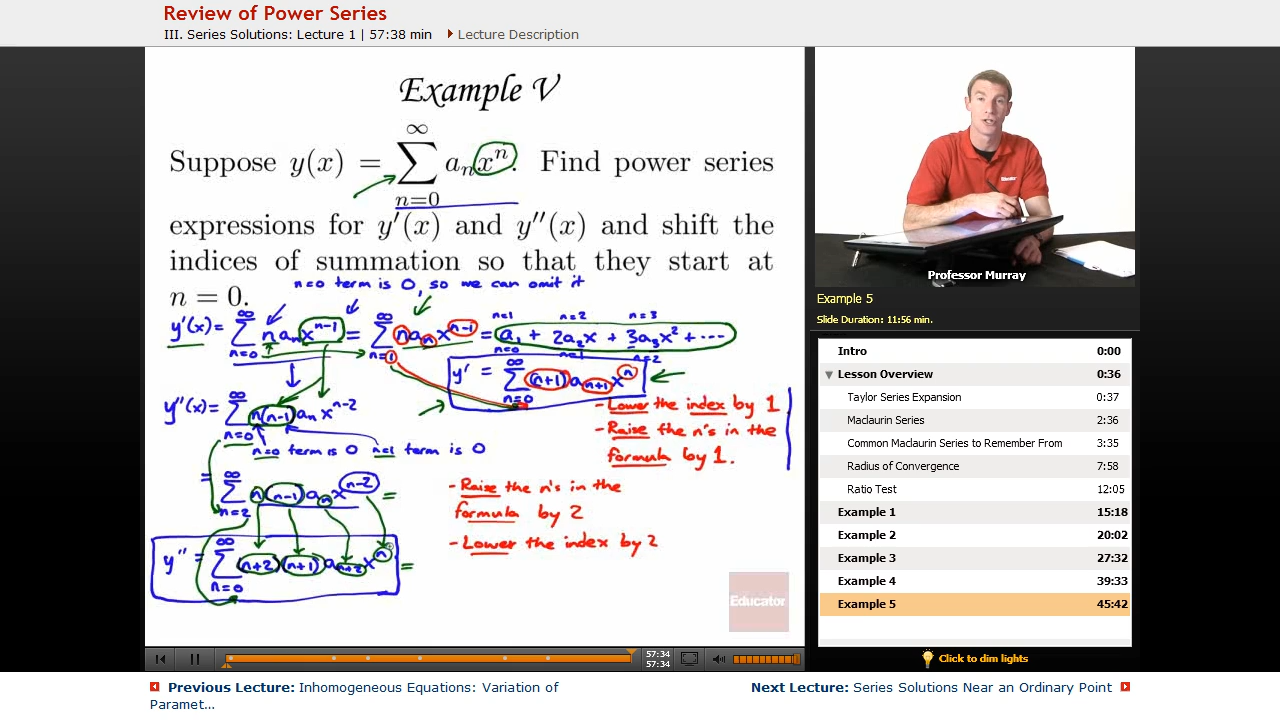 Review of Power Series
III. Series Solutions: Lecture 1 | 57:38 min Lecture Description
Example V
Suppose y(x) = ∑_{n=0}^{∞} a_n x^n. Find power series
expressions for y′(x) and y″(x) and shift the
indices of summation so that they start at
n = 0.
n=0 term is 0, so we can omit it
y'(x) = ∑_{n=0}^{∞} n a_n x^{n-1} = ∑_{n=1}^{∞} n a_n x^{n-1} = a_1 + 2a_2x + 3a_3x^2 + ...
n=1 n=2 n=3
n=0 n=1 n=2
y' = ∑_{n=0}^{∞} (n+1) a_{n+1} x^n
- Lower the index by 1
- Raise the n's in the
formula by 1.
y"(x) = ∑_{n=0}^{∞} n(n-1) a_n x^{n-2}
n=0 term is 0 n=1 term is 0
= ∑_{n=2}^{∞} n (n-1) a_n x^{n-2} =
- Raise the n's in the
formula by 2
- Lower the index by 2
y" = ∑_{n=0}^{∞} (n+2)(n+1) a_{n+2} x^n =
Educator
57:34
57:34
Educator
Professor Murray
Example 5
Slide Duration: 11:56 min.
Intro 0:00
Lesson Overview 0:36
Taylor Series Expansion 0:37
Maclaurin Series 2:36
Common Maclaurin Series to Remember From 3:35
Radius of Convergence 7:58
Ratio Test 12:05
Example 1 15:18
Example 2 20:02
Example 3 27:32
Example 4 39:33
Example 5 45:42
Click to dim lights
Previous Lecture: Inhomogeneous Equations: Variation of
Paramet...
Next Lecture: Series Solutions Near an Ordinary Point